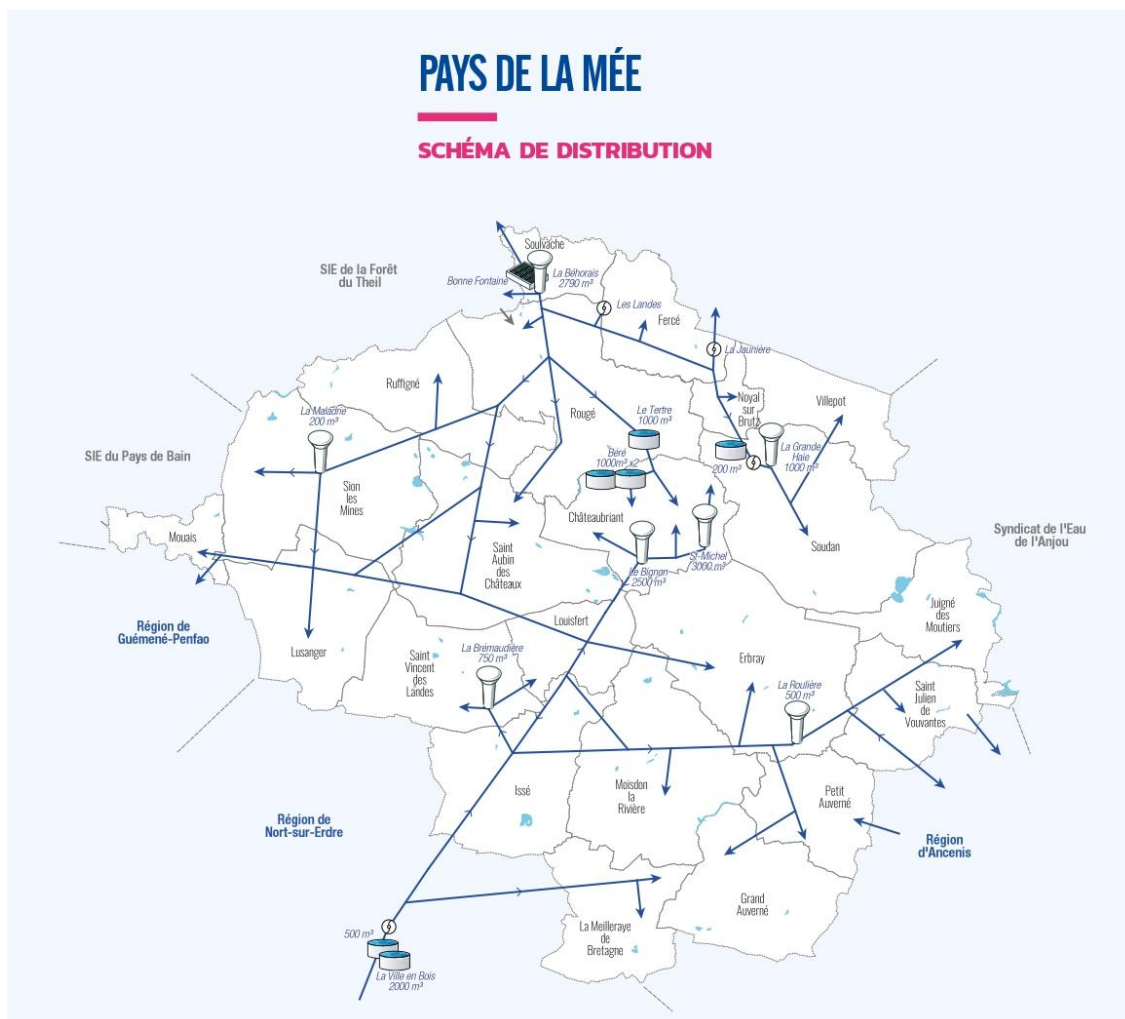 PAYS DE LA MÉE
SCHÉMA DE DISTRIBUTION
Soulvache
SIE de la Forêt
du Theil
Bonne Fontaine
La Béhorais
2790 m³
Les Landes
Fercé
La Jaunière
Ruffigné
Rougé
Le Tertre
1000 m³
Noyal
sur
Brutz
Villepot
La Maladrie
200 m³
Béré
1000m³ x2
200 m³
La Grande
Haie
1000 m³
SIE du Pays de Bain
Sion
les
Mines
Châteaubriant
Mouais
Saint
Aubin
des
Châteaux
Le Bignon
2500 m³
St-Michel
3000 m³
Soudan
Syndicat de l'Eau
de l'Anjou
Région de
Guémené-Penfao
Lusanger
Louisfert
Juigné
des
Moutiers
Saint
Vincent
des
Landes
La Brémaudière
750 m³
Erbray
La Roulière
500 m³
Saint
Julien
de
Vouvantes
Issé
Moisdon
la
Rivière
Petit
Auverné
Région de
Nort-sur-Erdre
Région
d'Ancenis
Grand
Auverné
500 m³
La Meilleraye
de
Bretagne
La Ville en Bois
2000 m³